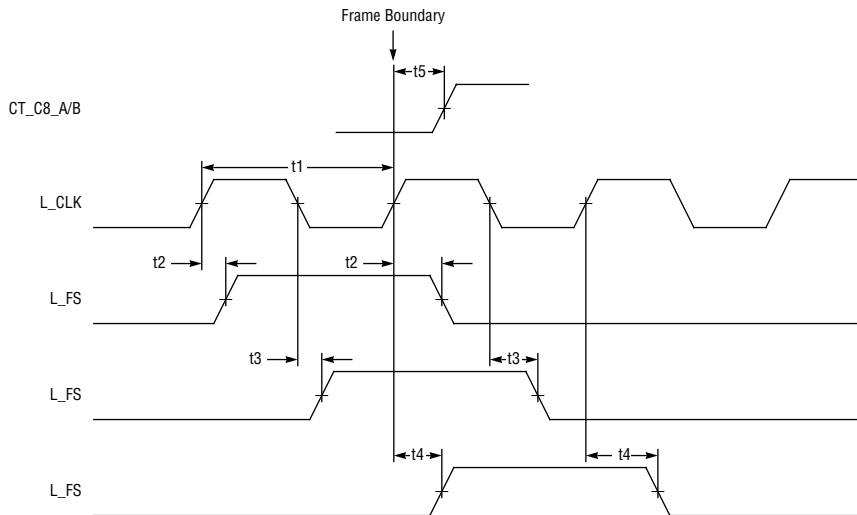 Frame Boundary
t5
CT_C8_A/B
t1
L_CLK
t2
t2
L_FS
t3
t3
L_FS
t4
t4
L_FS